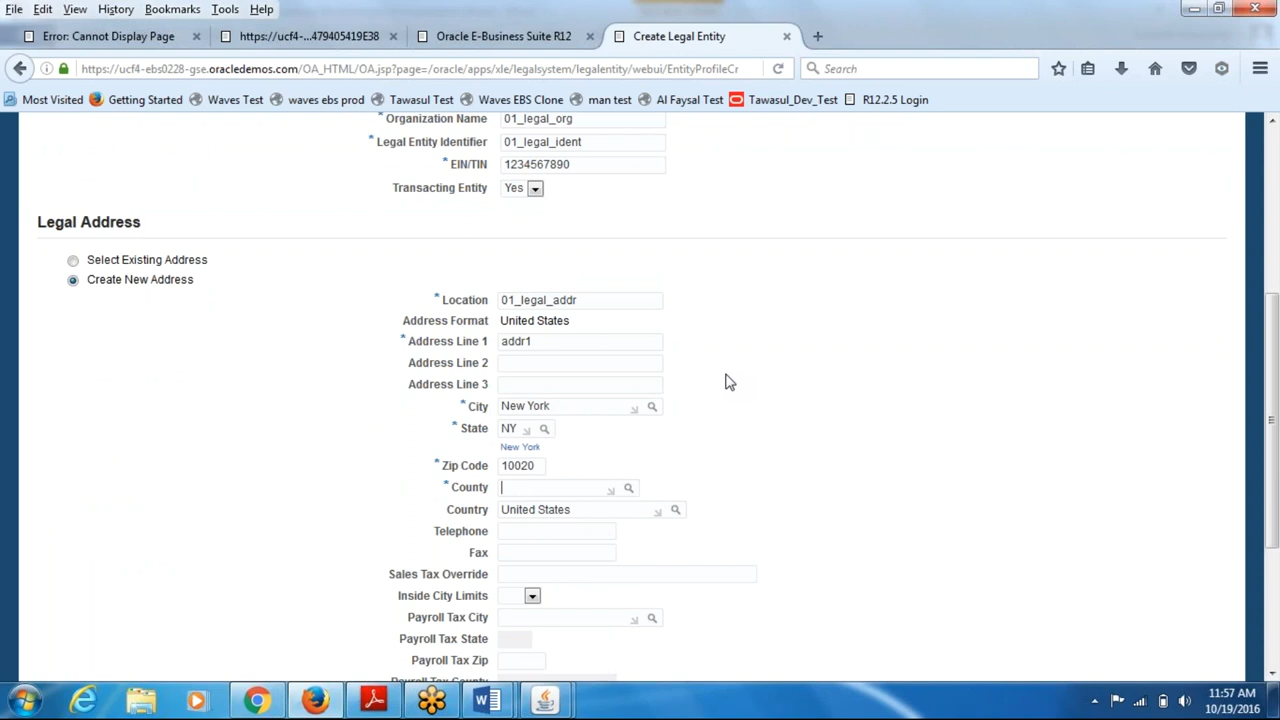 File Edit View History Bookmarks Tools Help
Error: Cannot Display Page × https://ucf4-...479405419E38 × Oracle E-Business Suite R12 × Create Legal Entity ×
https://ucf4-ebs0228-gse.oracledemos.com/OA_HTML/OA.jsp?page=/oracle/apps/xle/legalsystem/legalentity/webui/EntityProfileCr Search
Most Visited Getting Started Waves Test waves ebs prod Tawasul Test Waves EBS Clone man test Al Faysal Test Tawasul_Dev_Test R12.2.5 Login
* Organization Name 01_legal_org
* Legal Entity Identifier 01_legal_ident
* EIN/TIN 1234567890
Transacting Entity Yes
Legal Address
Select Existing Address
Create New Address
* Location 01_legal_addr
Address Format United States
* Address Line 1 addr1
Address Line 2
Address Line 3
* City New York
* State NY
New York
* Zip Code 10020
* County
Country United States
Telephone
Fax
Sales Tax Override
Inside City Limits
Payroll Tax City
Payroll Tax State
Payroll Tax Zip
11:57 AM
10/19/2016